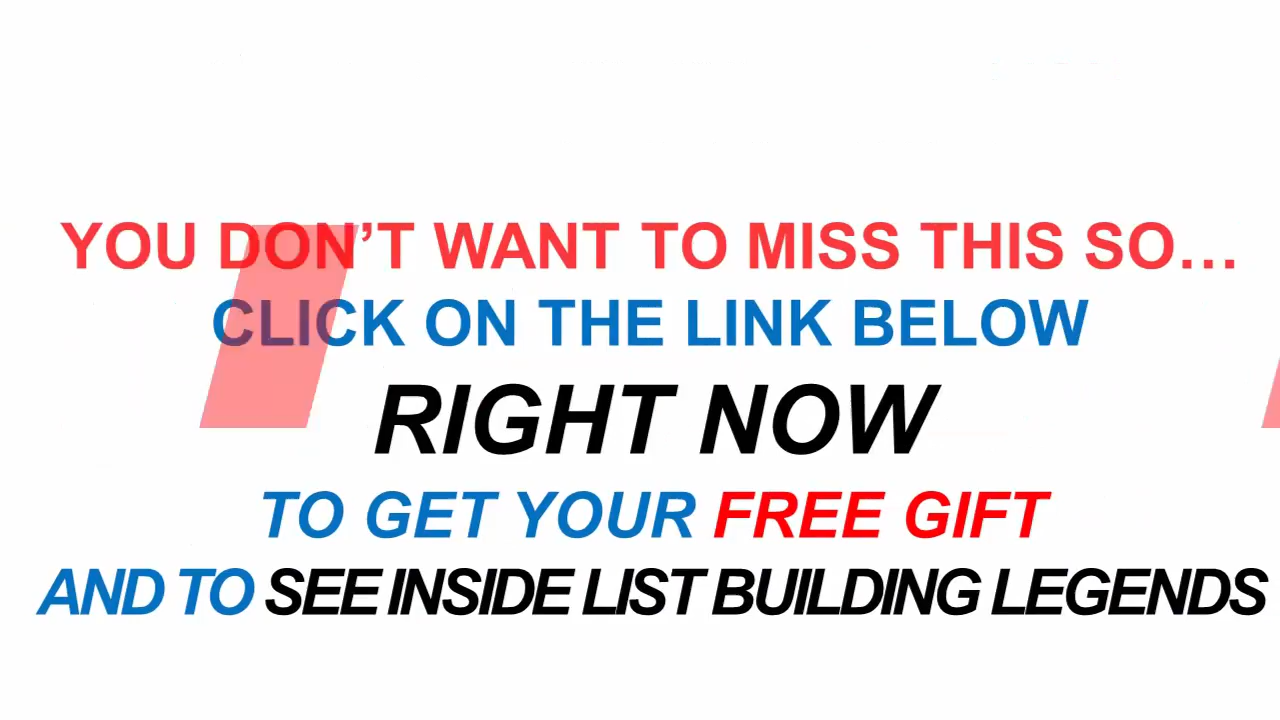 YOU DON’T WANT TO MISS THIS SO…
CLICK ON THE LINK BELOW
RIGHT NOW
TO GET YOUR FREE GIFT
AND TO SEE INSIDE LIST BUILDING LEGENDS